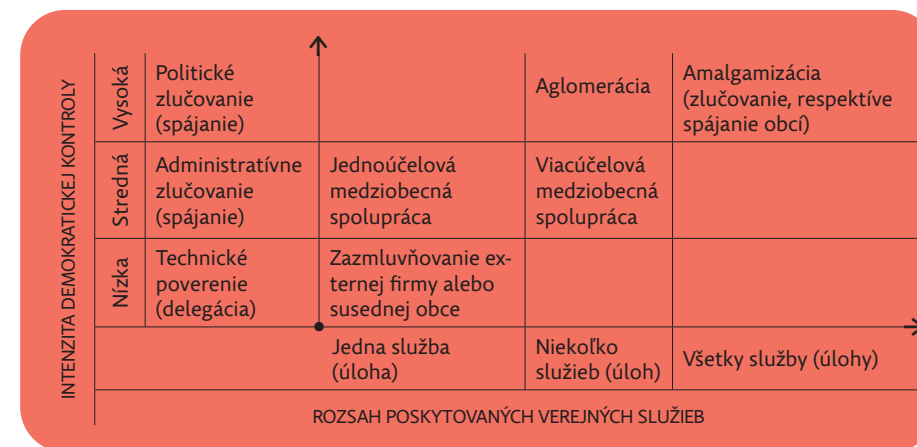 INTENZITA DEMOKRATICKEJ KONTROLY
Vysoká
Politické
zlučovanie
(spájanie)
Aglomerácia
Amalgamizácia
(zlučovanie, respektíve
spájanie obcí)
Stredná
Administratívne
zlučovanie
(spájanie)
Jednoúčelová
medziobecná
spolupráca
Viacúčelová
medziobecná
spolupráca
Nízka
Technické
poverenie
(delegácia)
Zazmluvňovanie ex-
ternej firmy alebo
susednej obce
Jedna služba
(úloha)
Niekoľko
služieb (úloh)
Všetky služby (úlohy)
ROZSAH POSKYTOVANÝCH VEREJNÝCH SLUŽIEB